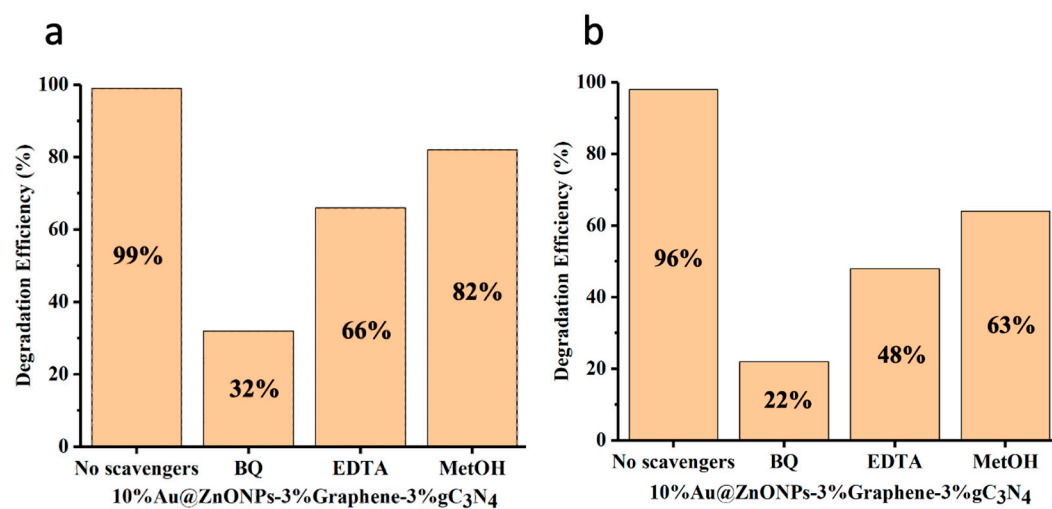 a
Degradation Efficiency (%)
100
80
60
40
20
0
99%
32%
66%
82%
No scavengers BQ EDTA MetOH
10%Au@ZnONPs-3%Graphene-3%gC3N4
b
Degradation Efficiency (%)
100
80
60
40
20
0
96%
22%
48%
63%
No scavengers BQ EDTA MetOH
10%Au@ZnONPs-3%Graphene-3%gC3N4